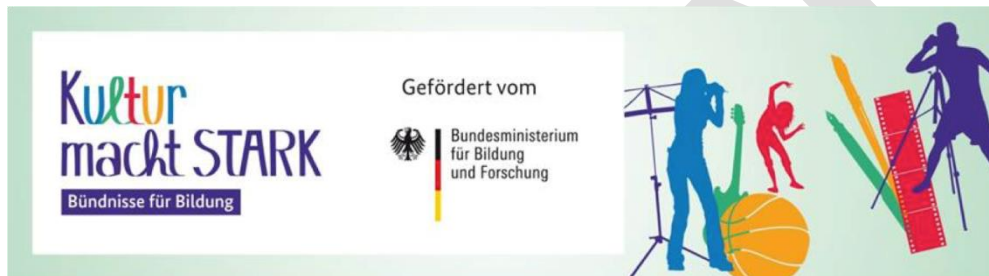 Kultur
macht STARK
Bündnisse für Bildung
Gefördert vom
Bundesministerium
für Bildung
und Forschung